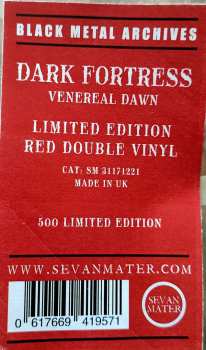 BLACK METAL ARCHIVES
DARK FORTRESS
VENEREAL DAWN
LIMITED EDITION
RED DOUBLE VINYL
CAT: SM 31171221
MADE IN UK
500 LIMITED EDITION
WWW.SEVANMATER.COM
SEVAN
MATER
0 617669 419571